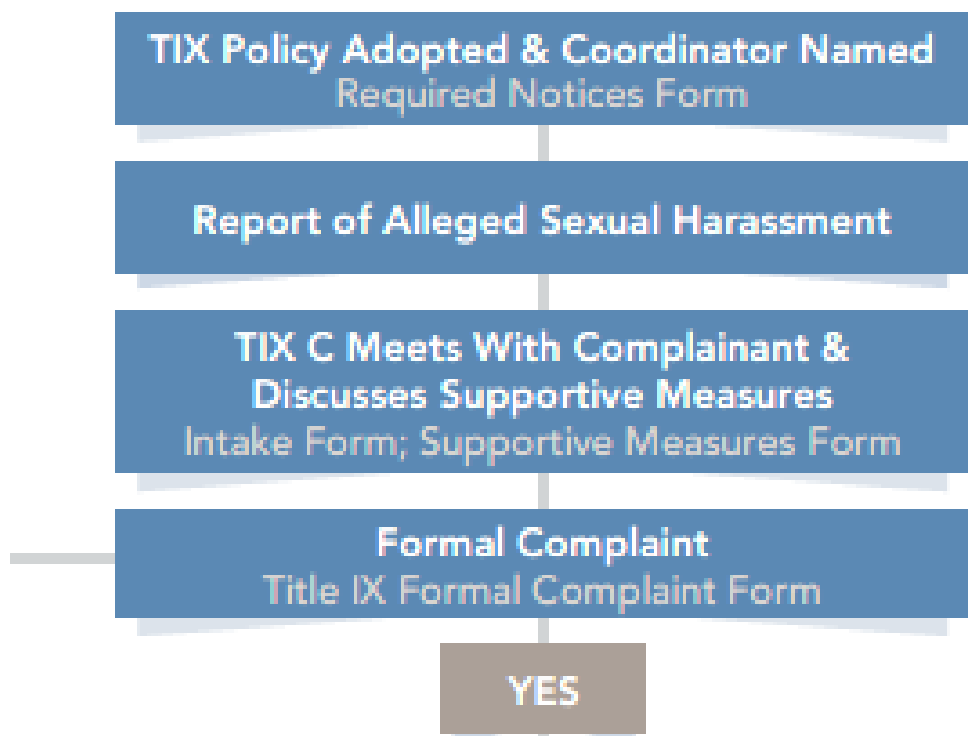 TIX Policy Adopted & Coordinator Named
Required Notices Form
Report of Alleged Sexual Harassment
TIX C Meets With Complainant &
Discusses Supportive Measures
Intake Form; Supportive Measures Form
Formal Complaint
Title IX Formal Complaint Form
YES